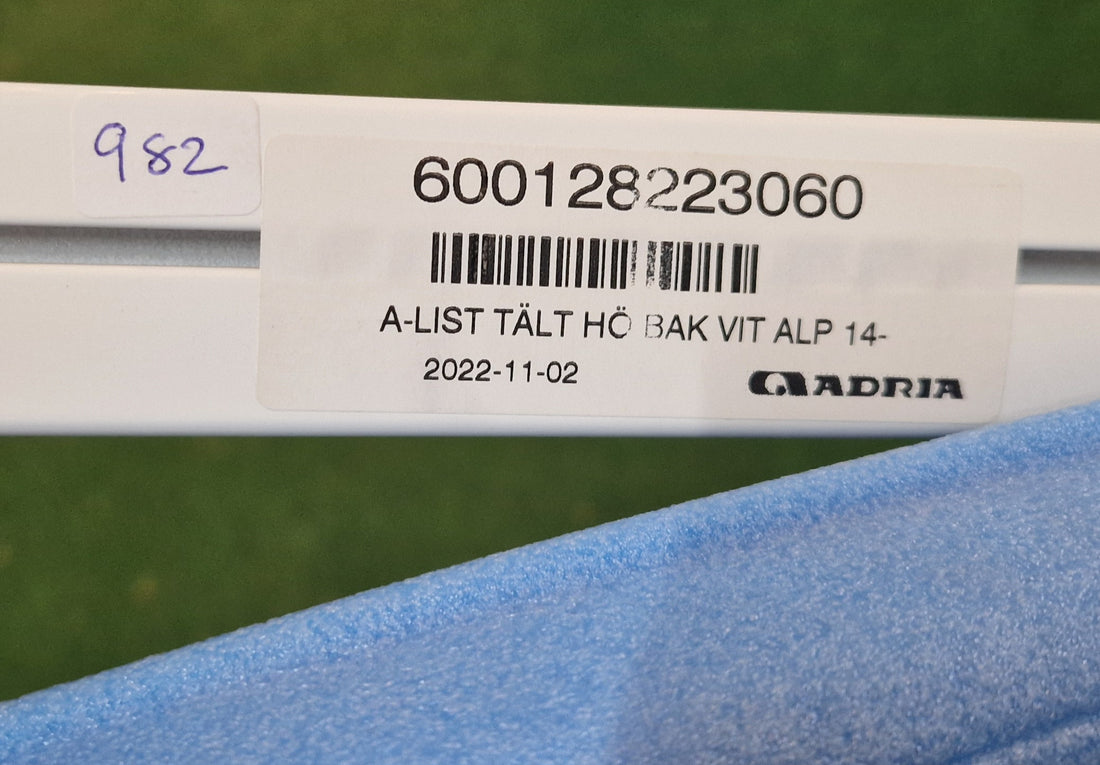 982
600128223060
A-LIST TÄLT HÖ BAK VIT ALP 14-
2022-11-02
ADRIA